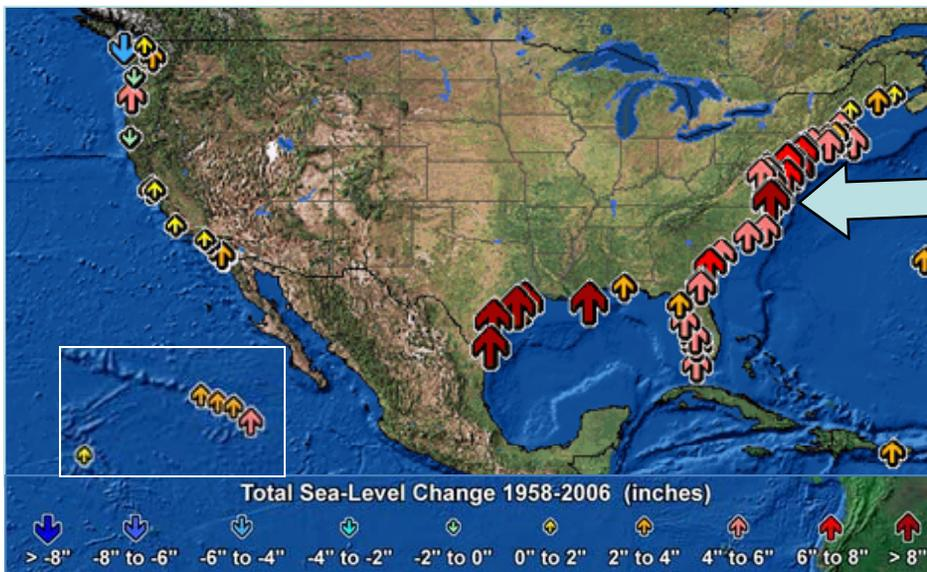 Total Sea-Level Change 1958-2006 (inches)
> -8" -8" to -6" -6" to -4" -4" to -2" -2" to 0" 0" to 2" 2" to 4" 4" to 6" 6" to 8" > 8"